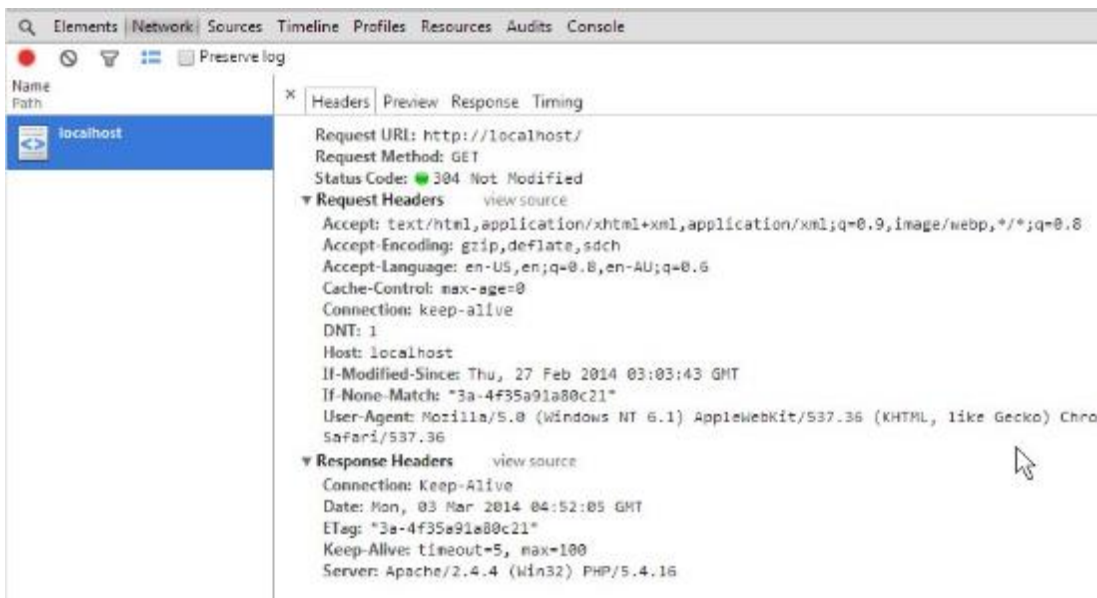 Elements Network Sources Timeline Profiles Resources Audits Console
Preserve log
Name
Path
localhost
× Headers Preview Response Timing
Request URL: http://localhost/
Request Method: GET
Status Code: 304 Not Modified
▼ Request Headers view source
Accept: text/html,application/xhtml+xml,application/xml;q=0.9,image/webp,*/*;q=0.8
Accept-Encoding: gzip,deflate,sdch
Accept-Language: en-US,en;q=0.8,en-AU;q=0.6
Cache-Control: max-age=0
Connection: keep-alive
DNT: 1
Host: localhost
If-Modified-Since: Thu, 27 Feb 2014 03:03:43 GMT
If-None-Match: "3a-4f35a91a80c21"
User-Agent: Mozilla/5.0 (Windows NT 6.1) AppleWebKit/537.36 (KHTML, like Gecko) Chro
Safari/537.36
▼ Response Headers view source
Connection: Keep-Alive
Date: Mon, 03 Mar 2014 04:52:05 GMT
ETag: "3a-4f35a91a80c21"
Keep-Alive: timeout=5, max=100
Server: Apache/2.4.4 (Win32) PHP/5.4.16